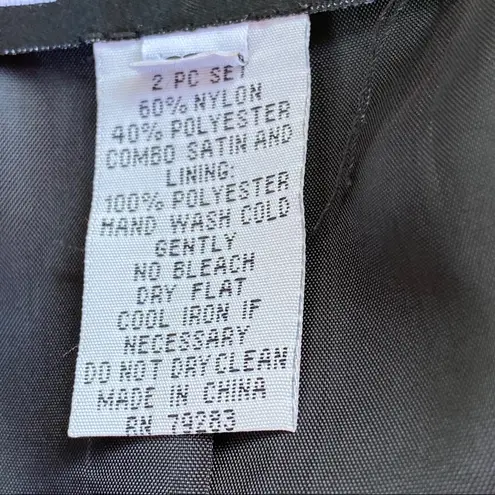 2 PC SET
60% NYLON
40% POLYESTER
COMBO SATIN AND
LINING:
100% POLYESTER
HAND WASH COLD
GENTLY
NO BLEACH
DRY FLAT
COOL IRON IF
NECESSARY
DO NOT DRYCLEAN
MADE IN CHINA
RN 79283